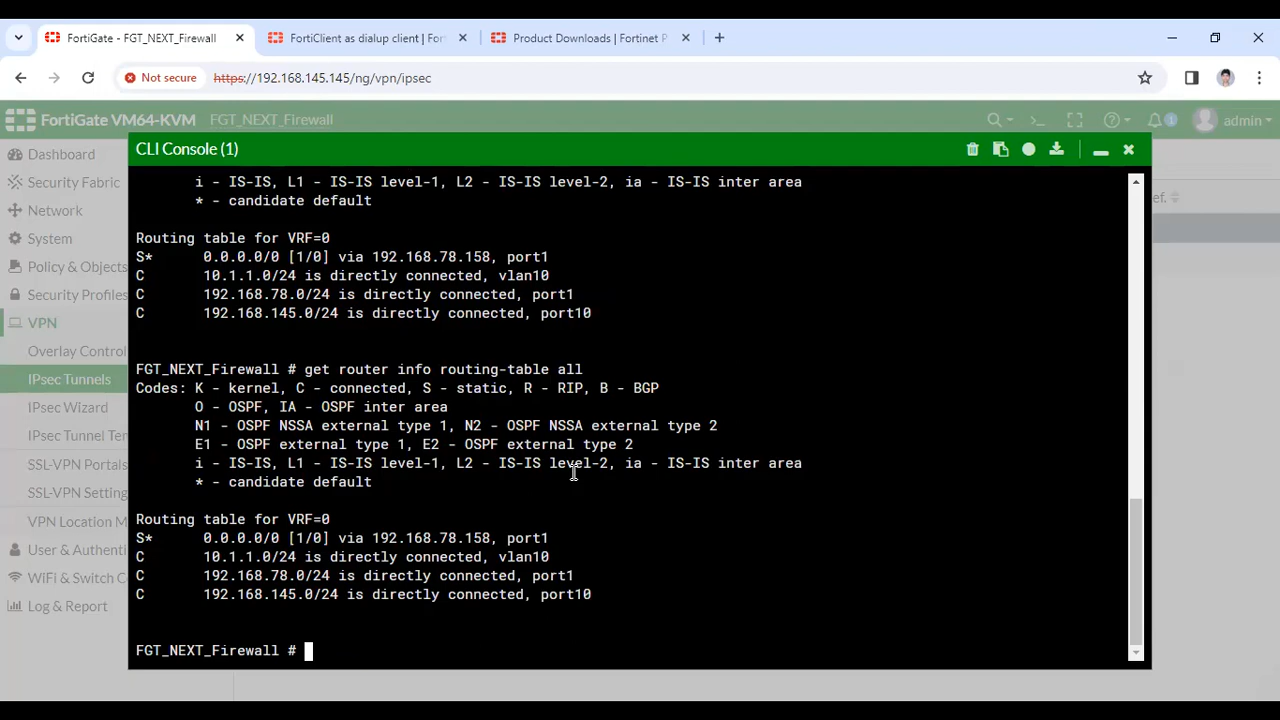 FortiGate - FGT_NEXT_Firewall
FortiClient as dialup client | For
Product Downloads | Fortinet P
Not secure
https://192.168.145.145/ng/vpn/ipsec
FortiGate VM64-KVM
FGT_NEXT_Firewall
1
admin
Dashboard
Security Fabric
Network
System
Policy & Objects
Security Profiles
VPN
Overlay Control
IPsec Tunnels
IPsec Wizard
IPsec Tunnel Tem
SSL-VPN Portals
SSL-VPN Setting
VPN Location M
User & Authenti
WiFi & Switch C
Log & Report
ef.
CLI Console (1)
i - IS-IS, L1 - IS-IS level-1, L2 - IS-IS level-2, ia - IS-IS inter area
* - candidate default
Routing table for VRF=0
S* 0.0.0.0/0 [1/0] via 192.168.78.158, port1
C 10.1.1.0/24 is directly connected, vlan10
C 192.168.78.0/24 is directly connected, port1
C 192.168.145.0/24 is directly connected, port10
FGT_NEXT_Firewall # get router info routing-table all
Codes: K - kernel, C - connected, S - static, R - RIP, B - BGP
O - OSPF, IA - OSPF inter area
N1 - OSPF NSSA external type 1, N2 - OSPF NSSA external type 2
E1 - OSPF external type 1, E2 - OSPF external type 2
i - IS-IS, L1 - IS-IS level-1, L2 - IS-IS level-2, ia - IS-IS inter area
* - candidate default
Routing table for VRF=0
S* 0.0.0.0/0 [1/0] via 192.168.78.158, port1
C 10.1.1.0/24 is directly connected, vlan10
C 192.168.78.0/24 is directly connected, port1
C 192.168.145.0/24 is directly connected, port10
FGT_NEXT_Firewall #